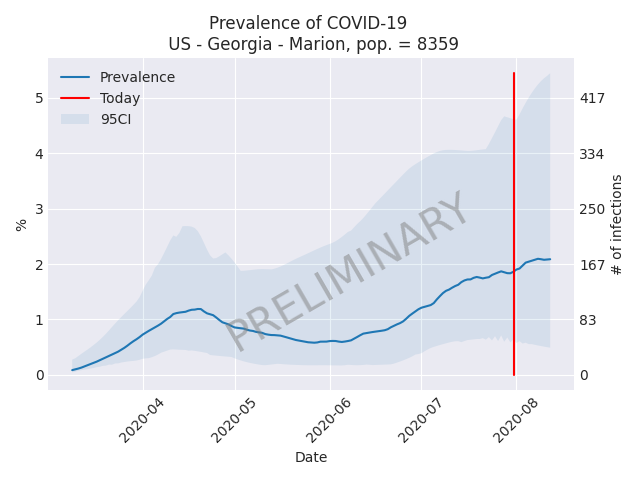 Prevalence of COVID-19
US - Georgia - Marion, pop. = 8359
Prevalence
Today
95CI
5
4
3
2
1
0
%
417
334
250
167
83
0
# of infections
PRELIMINARY
2020-04
2020-05
2020-06
2020-07
2020-08
Date